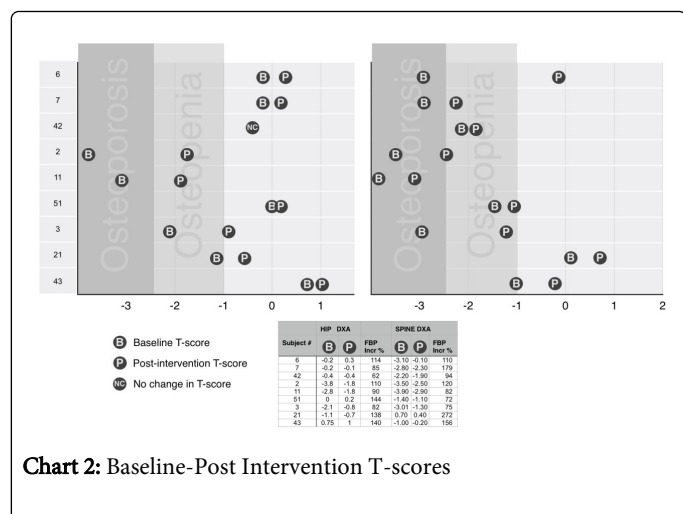 Osteoporosis Osteopenia Osteoporosis Osteopenia
6 B P B P
7 B P B P
42 NC B P
2 B P B P
11 B P B P
51 B P B P
3 B P B P
21 B P B P
43 B P B P
-3 -2 -1 0 1 -3 -2 -1 0 1 2
B Baseline T-score
P Post-intervention T-score
NC No change in T-score
HIP DXA SPINE DXA
Subject # B P FBP Incr % B P FBP Incr %
6 -0.2 0.3 114 -3.10 -0.10 110
7 -0.2 -0.1 85 -2.80 -2.30 179
42 -0.4 -0.4 62 -2.20 -1.90 94
2 -3.8 -1.8 110 -3.50 -2.50 120
11 -2.8 -1.8 90 -3.90 -2.90 82
51 0 0.2 144 -1.40 -1.10 72
3 -2.1 -0.8 82 -3.01 -1.30 75
21 -1.1 -0.7 138 0.70 0.40 272
43 0.75 1 140 -1.00 -0.20 156
Chart 2: Baseline-Post Intervention T-scores